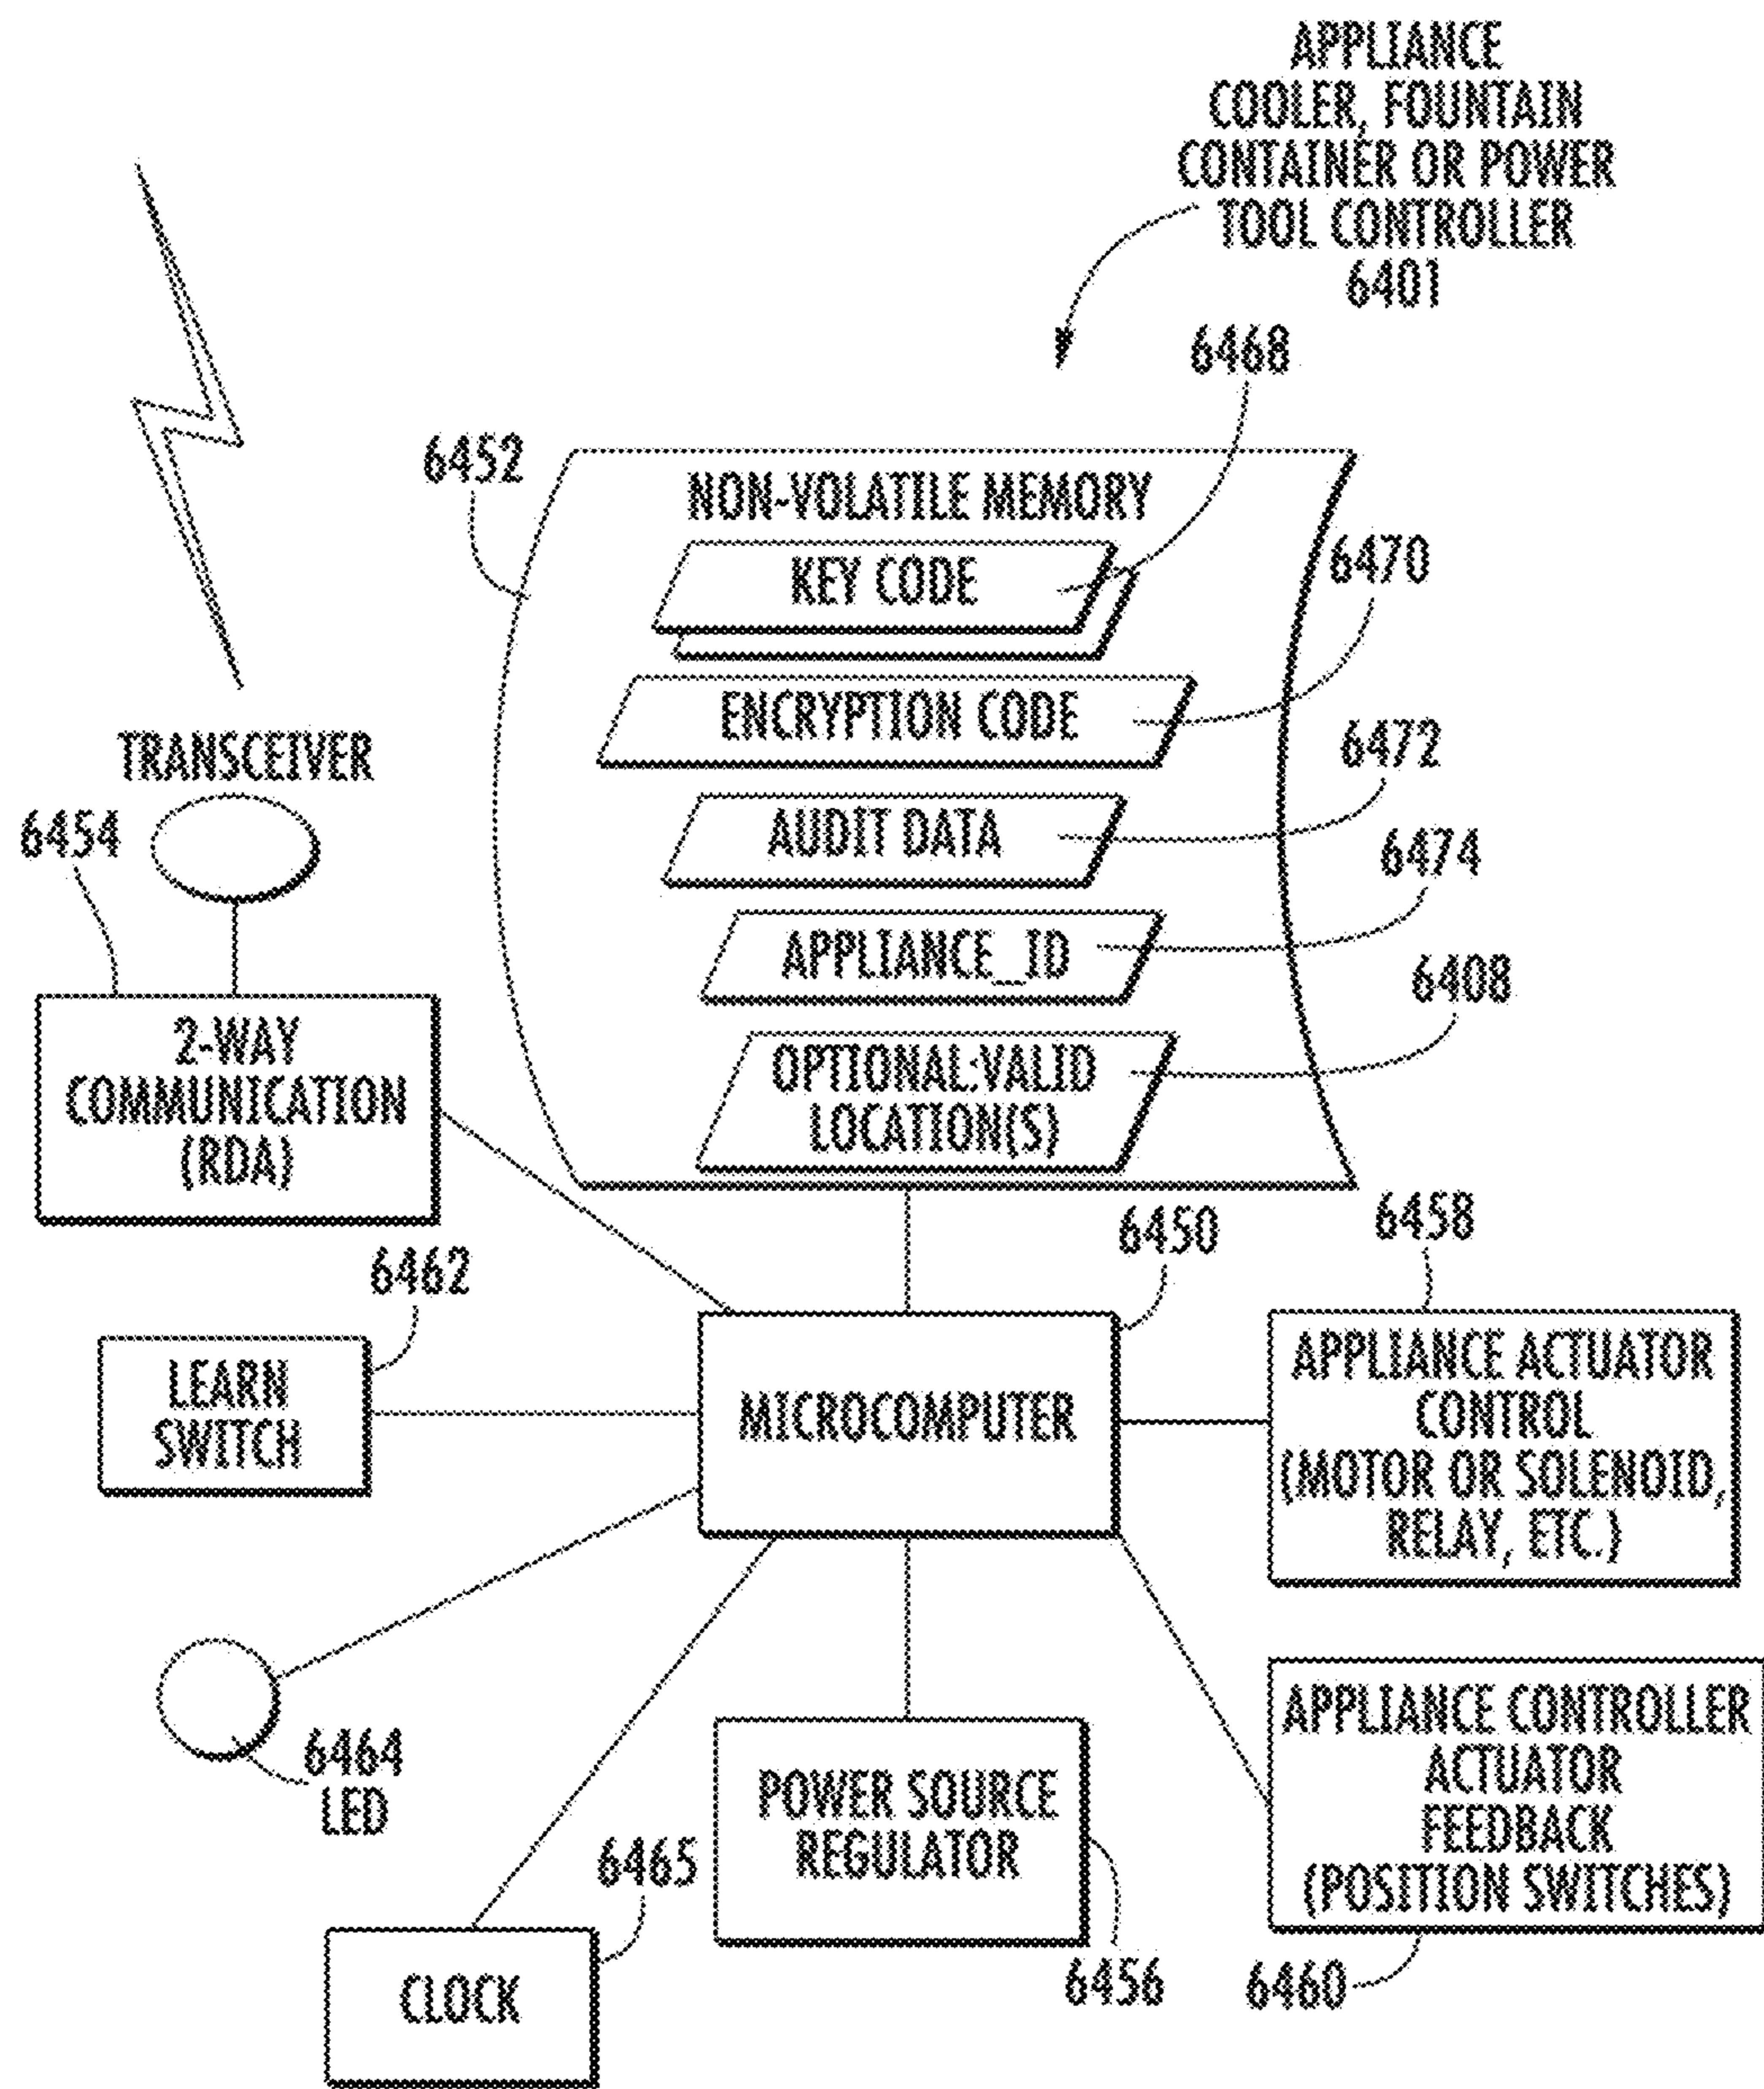 APPLIANCE
COOLER, FOUNTAIN
CONTAINER OR POWER
TOOL CONTROLLER
6401
6468
6452
NON-VOLATILE MEMORY
KEY CODE
6470
ENCRYPTION CODE
6472
AUDIT DATA
6474
APPLIANCE_ID
6408
OPTIONAL:VALID
LOCATION(S)
TRANSCEIVER
6454
2-WAY
COMMUNICATION
(RDA)
6462
LEARN
SWITCH
6450
MICROCOMPUTER
6458
APPLIANCE ACTUATOR
CONTROL
(MOTOR OR SOLENOID,
RELAY, ETC.)
6464
LED
6465
CLOCK
POWER SOURCE
REGULATOR
6456
APPLIANCE CONTROLLER
ACTUATOR
FEEDBACK
(POSITION SWITCHES)
6460